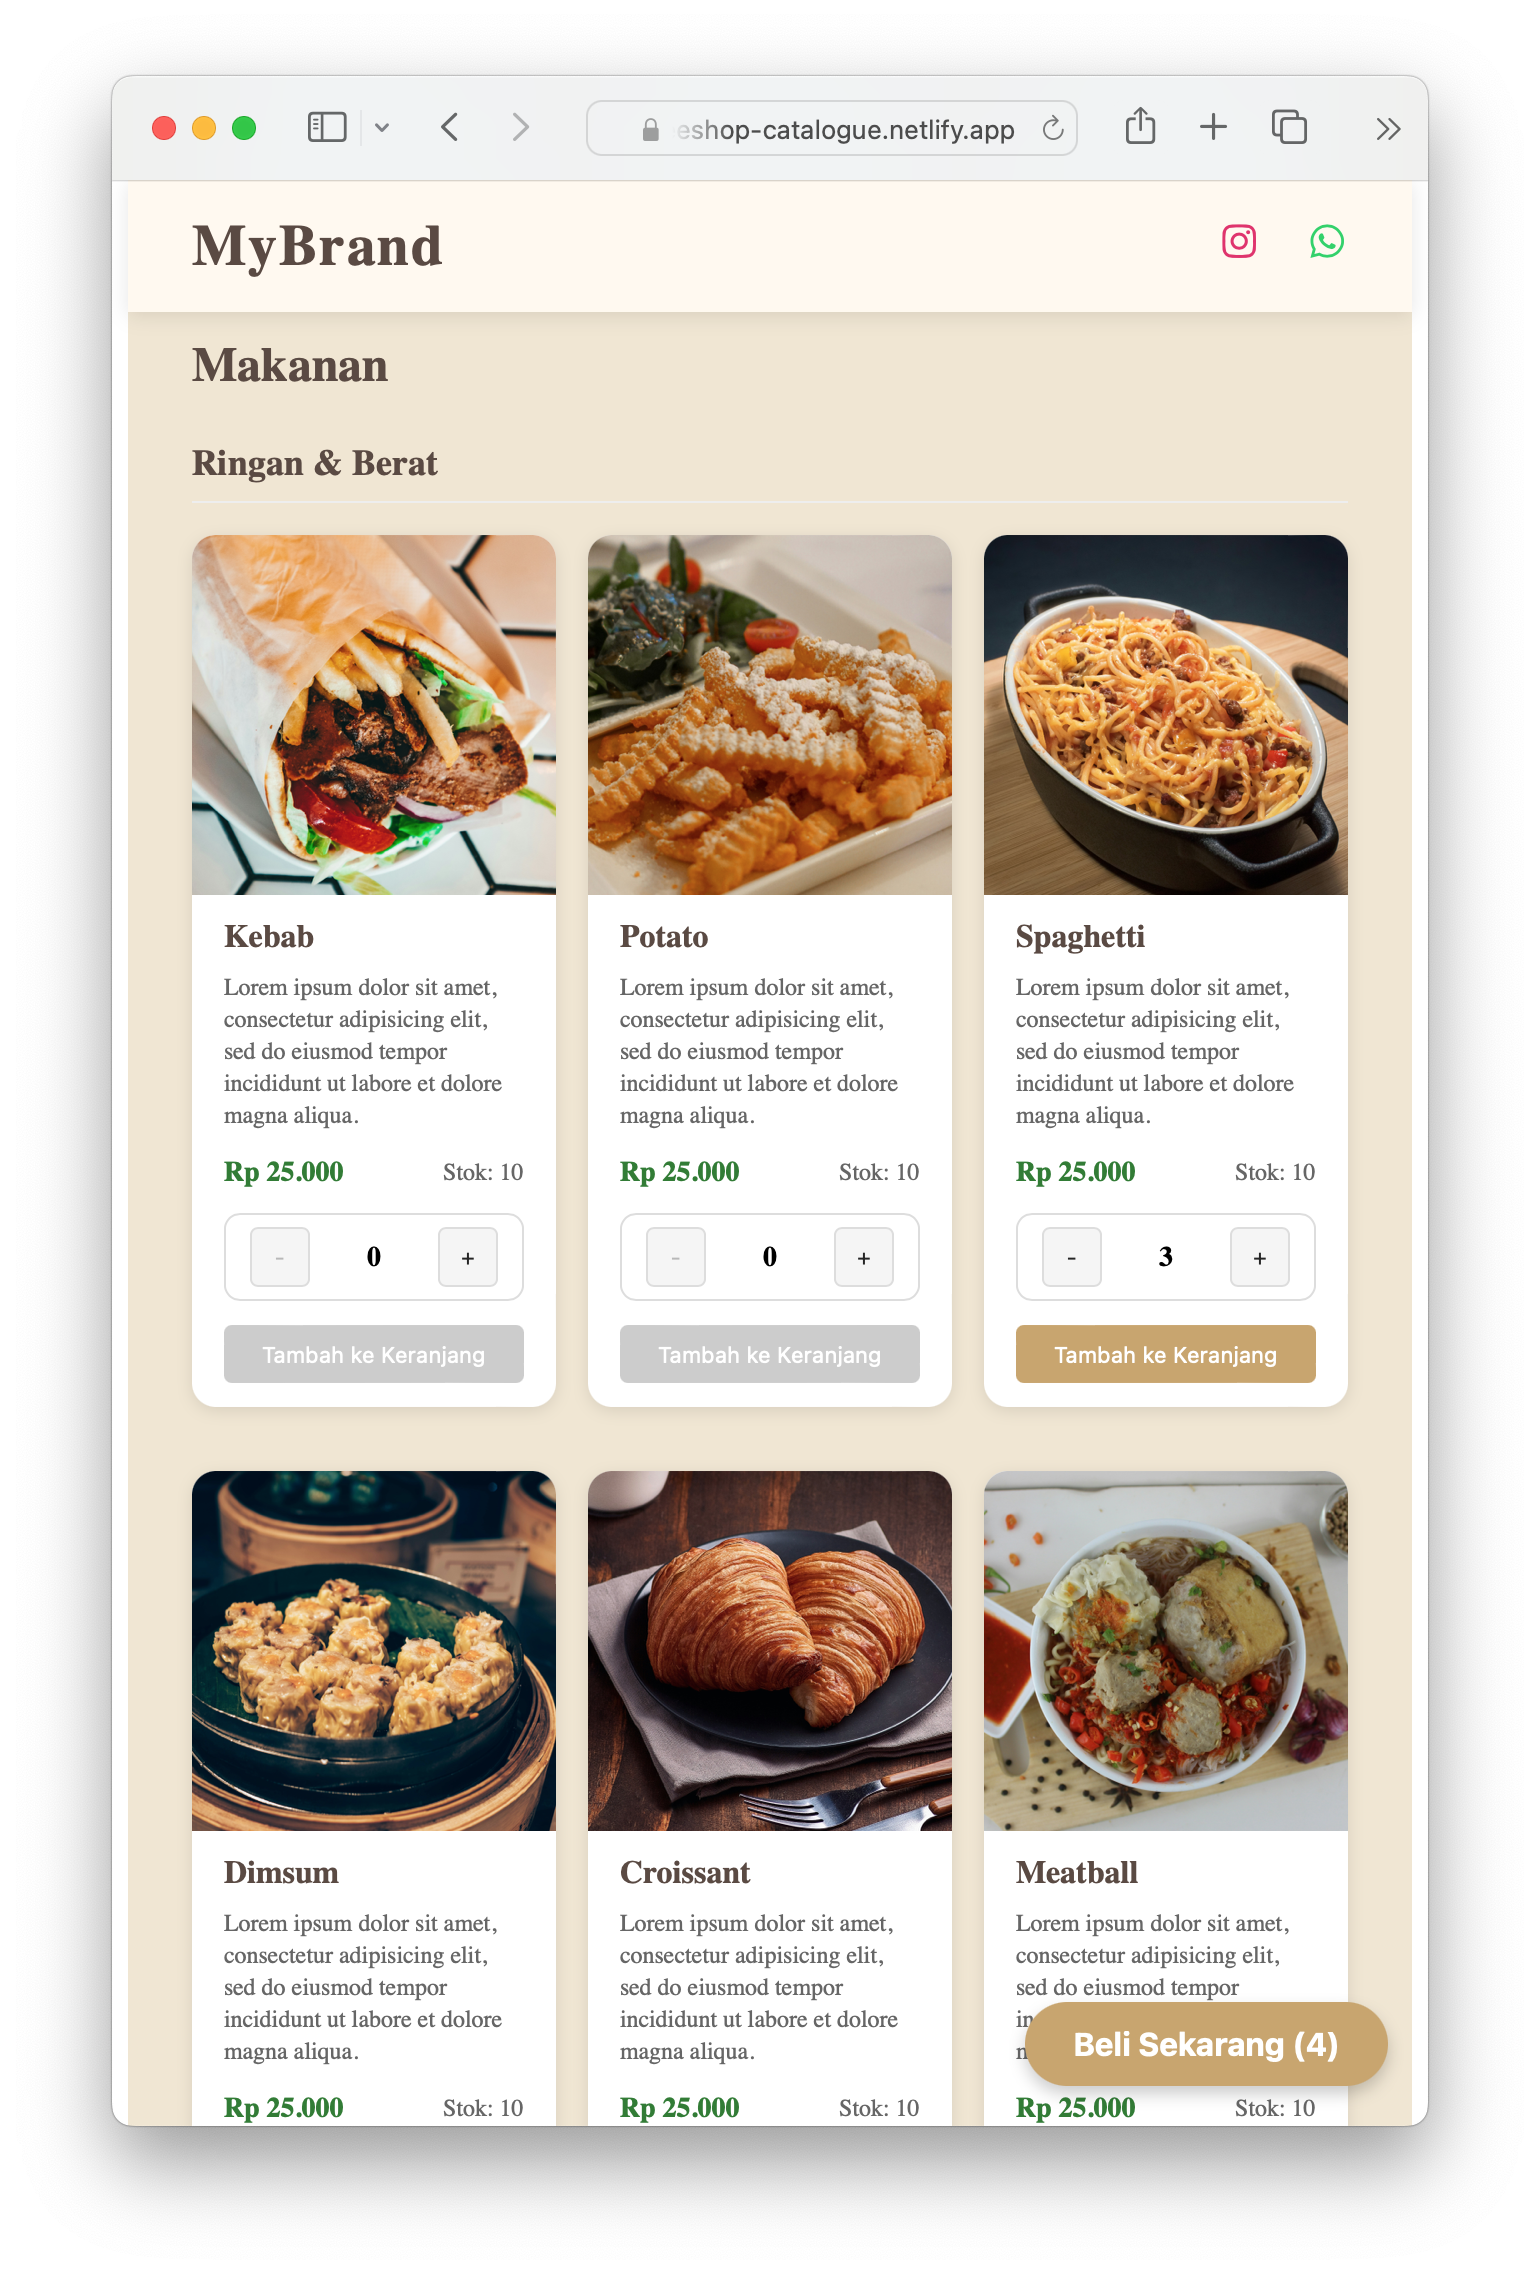 eshop-catalogue.netlify.app
MyBrand
Makanan
Ringan & Berat
Kebab
Lorem ipsum dolor sit amet,
consectetur adipisicing elit,
sed do eiusmod tempor
incididunt ut labore et dolore
magna aliqua.
Rp 25.000
Stok: 10
-
0
+
Tambah ke Keranjang
Potato
Lorem ipsum dolor sit amet,
consectetur adipisicing elit,
sed do eiusmod tempor
incididunt ut labore et dolore
magna aliqua.
Rp 25.000
Stok: 10
-
0
+
Tambah ke Keranjang
Spaghetti
Lorem ipsum dolor sit amet,
consectetur adipisicing elit,
sed do eiusmod tempor
incididunt ut labore et dolore
magna aliqua.
Rp 25.000
Stok: 10
-
3
+
Tambah ke Keranjang
Dimsum
Lorem ipsum dolor sit amet,
consectetur adipisicing elit,
sed do eiusmod tempor
incididunt ut labore et dolore
magna aliqua.
Rp 25.000
Stok: 10
Croissant
Lorem ipsum dolor sit amet,
consectetur adipisicing elit,
sed do eiusmod tempor
incididunt ut labore et dolore
magna aliqua.
Rp 25.000
Stok: 10
Meatball
Lorem ipsum dolor sit amet,
consectetur adipisicing elit,
sed do eiusmod tempor
Rp 25.000
Stok: 10
Beli Sekarang (4)